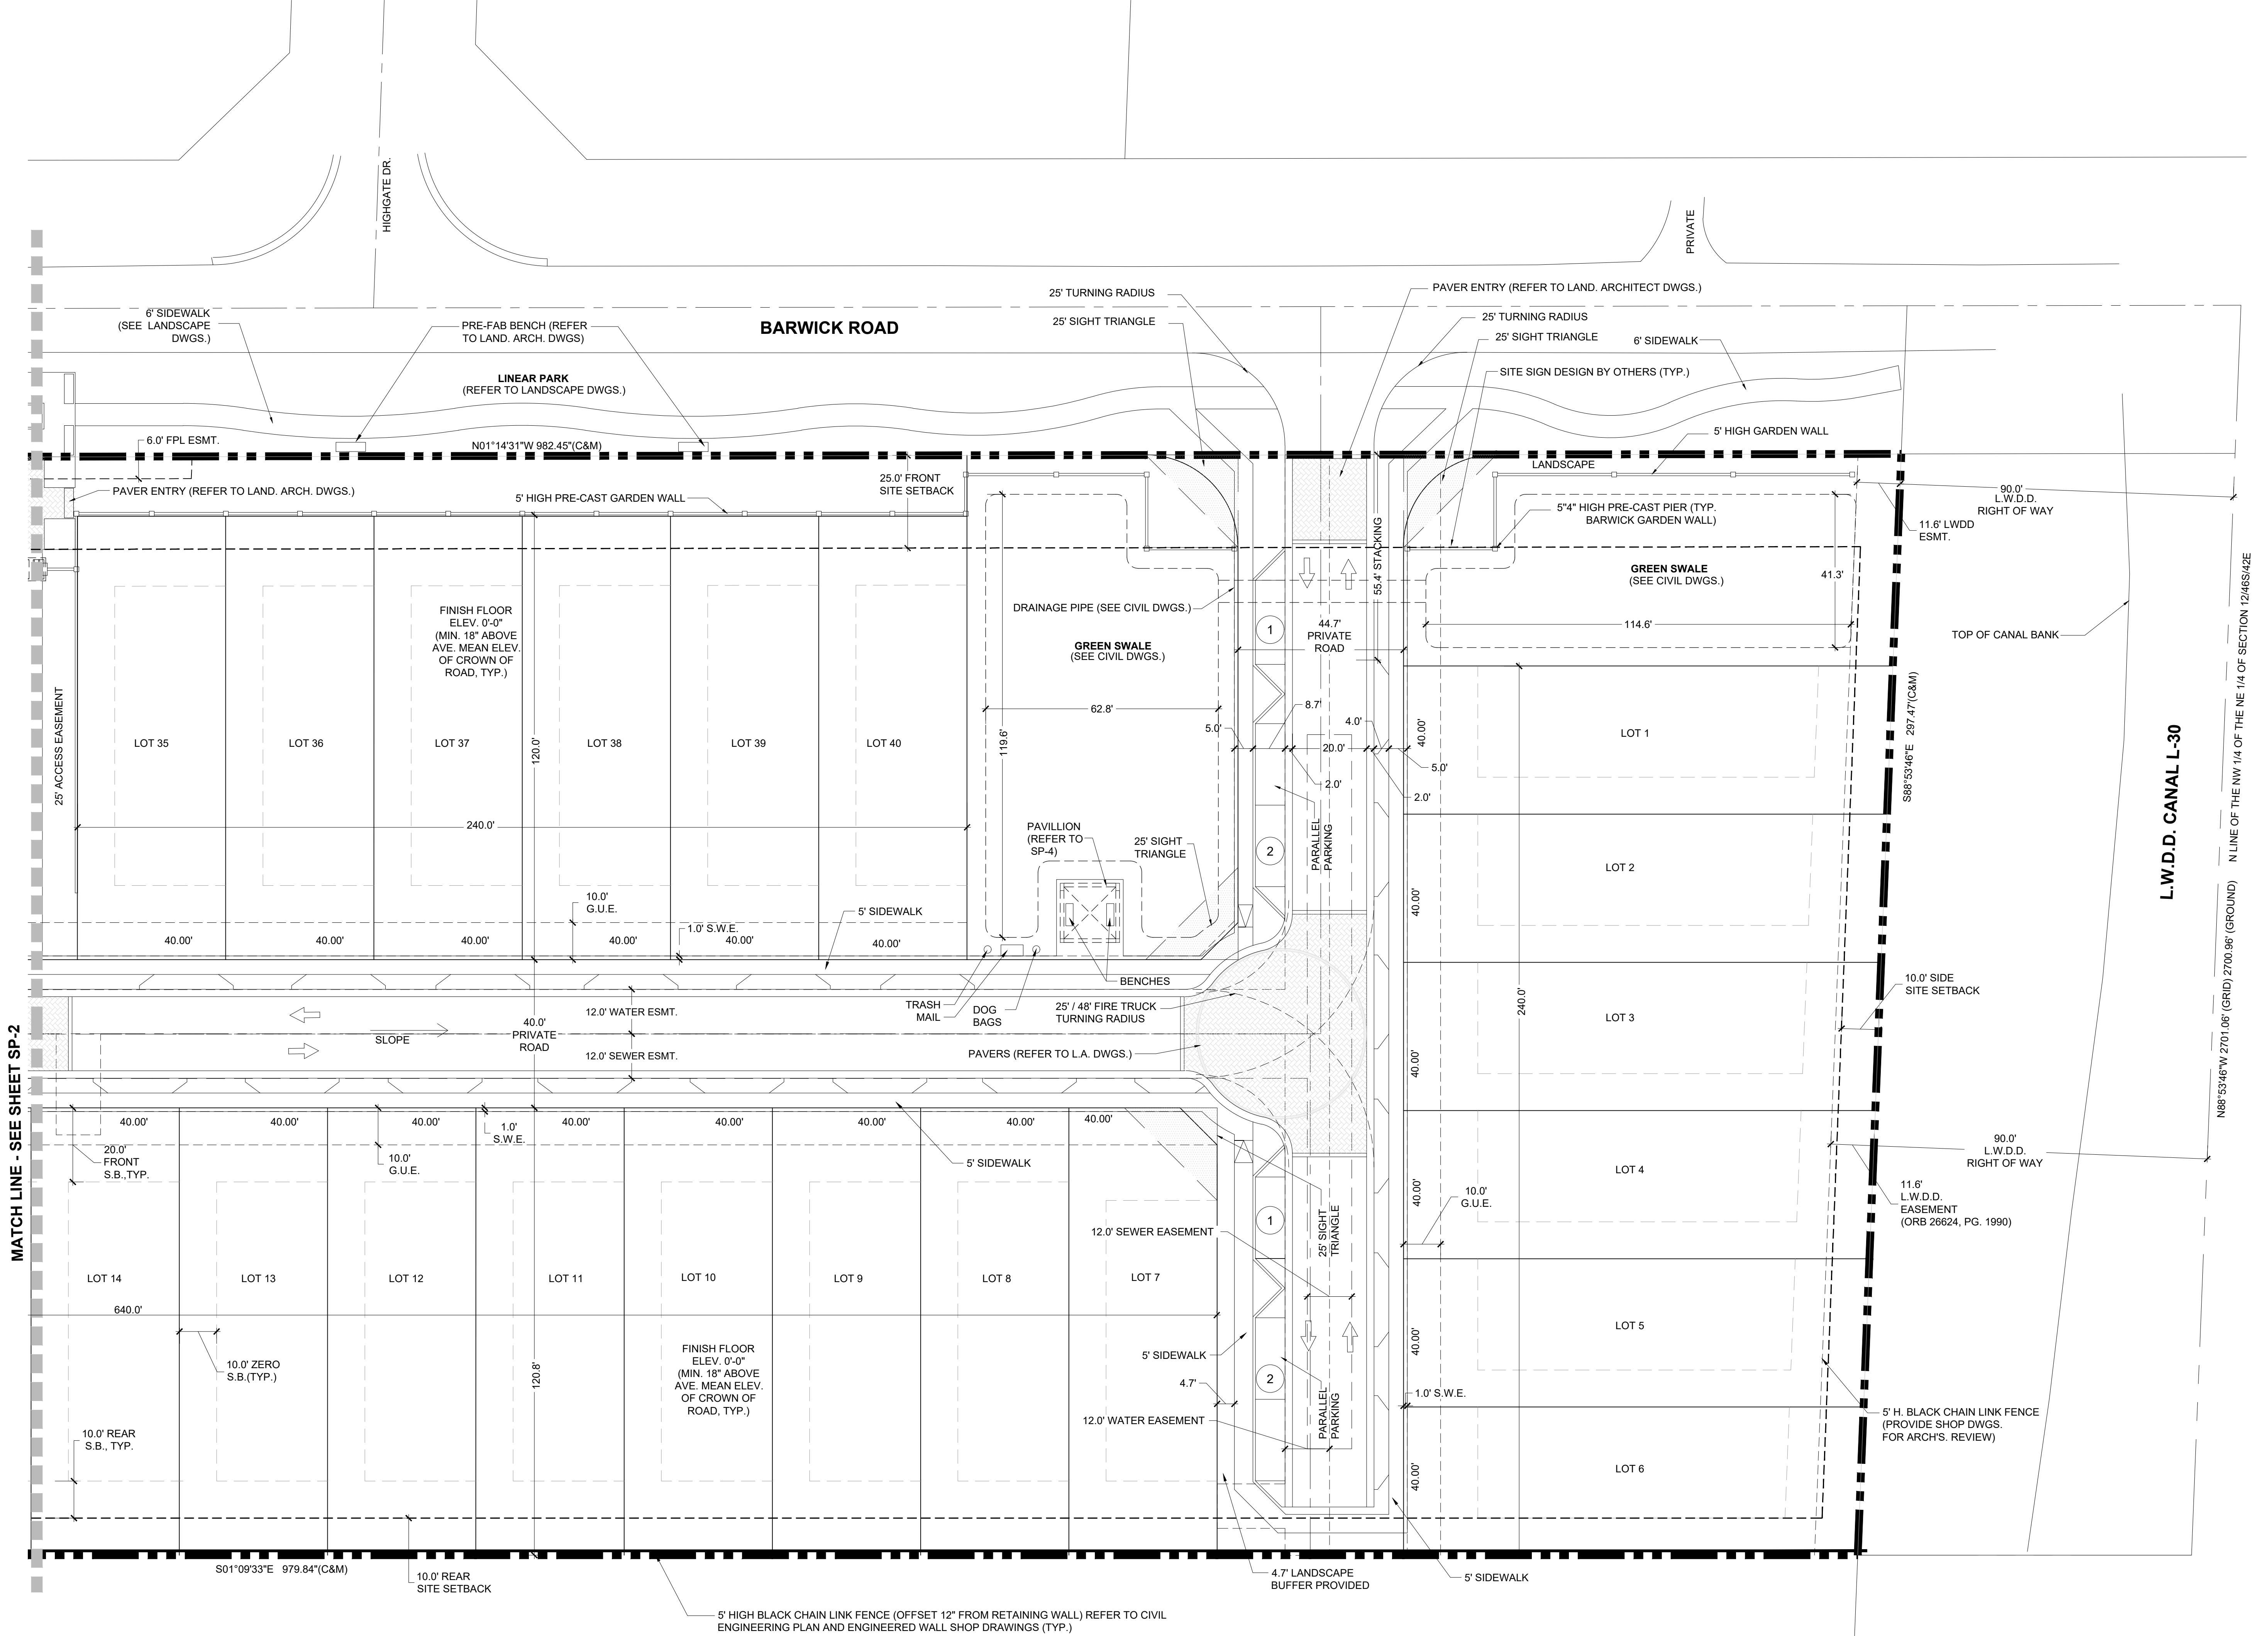 HIGHGATE DR.
PRIVATE
25' TURNING RADIUS
PAVER ENTRY (REFER TO LAND. ARCHITECT DWGS.)
6' SIDEWALK
(SEE LANDSCAPE
DWGS.)
PRE-FAB BENCH (REFER
TO LAND. ARCH. DWGS)
BARWICK ROAD
25' SIGHT TRIANGLE
25' TURNING RADIUS
25' SIGHT TRIANGLE
6' SIDEWALK
SITE SIGN DESIGN BY OTHERS (TYP.)
LINEAR PARK
(REFER TO LANDSCAPE DWGS.)
6.0' FPL ESMT.
N01°14'31"W 982.45"(C&M)
5' HIGH GARDEN WALL
LANDSCAPE
PAVER ENTRY (REFER TO LAND. ARCH. DWGS.)
5' HIGH PRE-CAST GARDEN WALL
25.0' FRONT
SITE SETBACK
5"4" HIGH PRE-CAST PIER (TYP.
BARWICK GARDEN WALL)
90.0'
L.W.D.D.
RIGHT OF WAY
11.6' LWDD
ESMT.
55.4' STACKING
GREEN SWALE
(SEE CIVIL DWGS.)
41.3'
114.6'
FINISH FLOOR
ELEV. 0'-0"
(MIN. 18" ABOVE
AVE. MEAN ELEV.
OF CROWN OF
ROAD, TYP.)
DRAINAGE PIPE (SEE CIVIL DWGS.)
GREEN SWALE
(SEE CIVIL DWGS.)
1
44.7'
PRIVATE
ROAD
TOP OF CANAL BANK
25' ACCESS EASEMENT
LOT 35
LOT 36
LOT 37
LOT 38
LOT 39
LOT 40
120.0'
119.6'
62.8'
5.0'
8.7'
20.0'
4.0'
40.00'
5.0'
2.0'
2.0'
LOT 1
S88°53'46"E 297.47'(C&M)
L.W.D.D. CANAL L-30
N88°53'46"W 2701.06' (GRID) 2700.96' (GROUND) N LINE OF THE NW 1/4 OF THE NE 1/4 OF SECTION 12/46S/42E
240.0'
PAVILLION
(REFER TO
SP-4)
25' SIGHT
TRIANGLE
2
PARALLEL
PARKING
LOT 2
40.00'
10.0'
G.U.E.
5' SIDEWALK
1.0' S.W.E.
40.00'
40.00'
40.00'
40.00'
40.00'
40.00'
BENCHES
TRASH
MAIL
DOG
BAGS
25' / 48' FIRE TRUCK
TURNING RADIUS
PAVERS (REFER TO L.A. DWGS.)
SLOPE
40.0'
PRIVATE
ROAD
12.0' WATER ESMT.
12.0' SEWER ESMT.
240.0'
LOT 3
40.00'
10.0' SIDE
SITE SETBACK
MATCH LINE - SEE SHEET SP-2
40.00'
40.00'
40.00'
40.00'
40.00'
40.00'
40.00'
40.00'
20.0'
FRONT
S.B.,TYP.
10.0'
G.U.E.
1.0'
S.W.E.
5' SIDEWALK
LOT 4
40.00'
10.0'
G.U.E.
90.0'
L.W.D.D.
RIGHT OF WAY
11.6'
L.W.D.D.
EASEMENT
(ORB 26624, PG. 1990)
12.0' SEWER EASEMENT
1
25' SIGHT
TRIANGLE
LOT 14
LOT 13
LOT 12
LOT 11
LOT 10
LOT 9
LOT 8
LOT 7
640.0'
LOT 5
40.00'
10.0' ZERO
S.B.(TYP.)
FINISH FLOOR
ELEV. 0'-0"
(MIN. 18" ABOVE
AVE. MEAN ELEV.
OF CROWN OF
ROAD, TYP.)
120.8'
5' SIDEWALK
4.7'
2
PARALLEL
PARKING
12.0' WATER EASEMENT
1.0' S.W.E.
5' H. BLACK CHAIN LINK FENCE
(PROVIDE SHOP DWGS.
FOR ARCH'S. REVIEW)
10.0' REAR
S.B., TYP.
LOT 6
40.00'
S01°09'33"E 979.84"(C&M)
10.0' REAR
SITE SETBACK
4.7' LANDSCAPE
BUFFER PROVIDED
5' SIDEWALK
5' HIGH BLACK CHAIN LINK FENCE (OFFSET 12" FROM RETAINING WALL) REFER TO CIVIL
ENGINEERING PLAN AND ENGINEERED WALL SHOP DRAWINGS (TYP.)